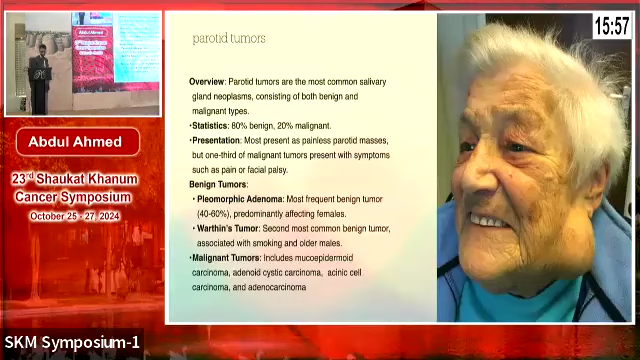 15:57
parotid tumors
Overview: Parotid tumors are the most common salivary
gland neoplasms, consisting of both benign and
malignant types.
•Statistics: 80% benign, 20% malignant.
•Presentation: Most present as painless parotid masses,
but one-third of malignant tumors present with symptoms
such as pain or facial palsy.
Benign Tumors:
• Pleomorphic Adenoma: Most frequent benign tumor
(40-60%), predominantly affecting females.
• Warthin's Tumor: Second most common benign tumor,
associated with smoking and older males.
•Malignant Tumors: Includes mucoepidermoid
carcinoma, adenoid cystic carcinoma, acinic cell
carcinoma, and adenocarcinoma
Abdul Ahmed
Abdul Ahmed
23rd Shaukat Khanum
Cancer Symposium
October 25 - 27, 2024
SKM Symposium-1